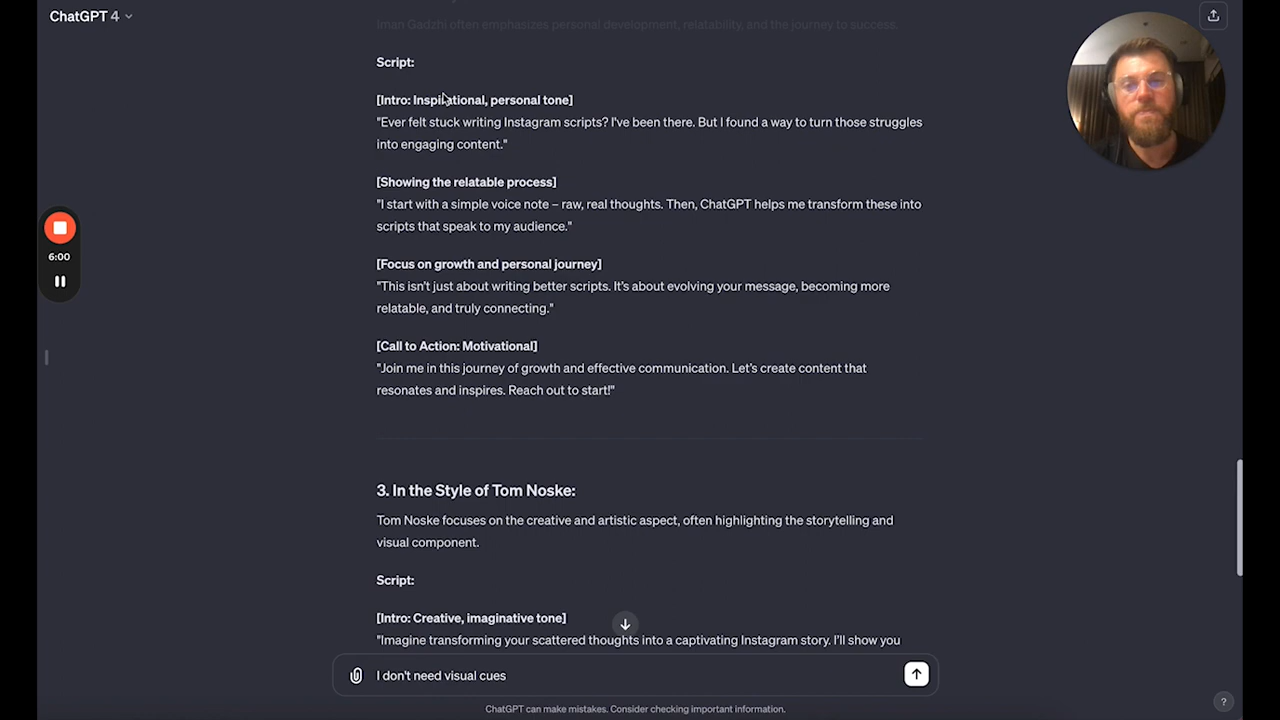 ChatGPT 4
Iman Gadzhi often emphasizes personal development, relatability, and the journey to success.
Script:
[Intro: Inspirational, personal tone]
"Ever felt stuck writing Instagram scripts? I've been there. But I found a way to turn those struggles
into engaging content."
[Showing the relatable process]
"I start with a simple voice note – raw, real thoughts. Then, ChatGPT helps me transform these into
scripts that speak to my audience."
[Focus on growth and personal journey]
"This isn't just about writing better scripts. It's about evolving your message, becoming more
relatable, and truly connecting."
[Call to Action: Motivational]
"Join me in this journey of growth and effective communication. Let's create content that
resonates and inspires. Reach out to start!"
6:00
3. In the Style of Tom Noske:
Tom Noske focuses on the creative and artistic aspect, often highlighting the storytelling and
visual component.
Script:
[Intro: Creative, imaginative tone]
"Imagine transforming your scattered thoughts into a captivating Instagram story. I'll show you
I don't need visual cues
ChatGPT can make mistakes. Consider checking important information.
?